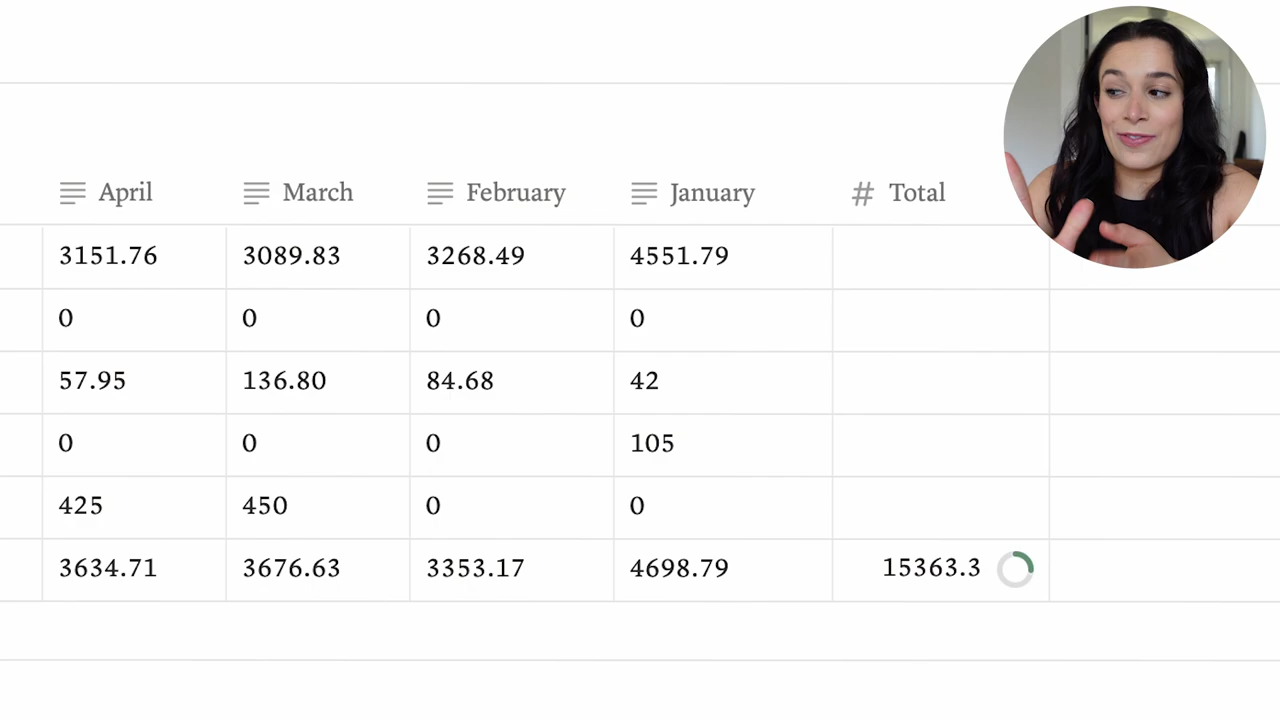 April March February January # Total
3151.76 3089.83 3268.49 4551.79
0 0 0 0
57.95 136.80 84.68 42
0 0 0 105
425 450 0 0
3634.71 3676.63 3353.17 4698.79 15363.3